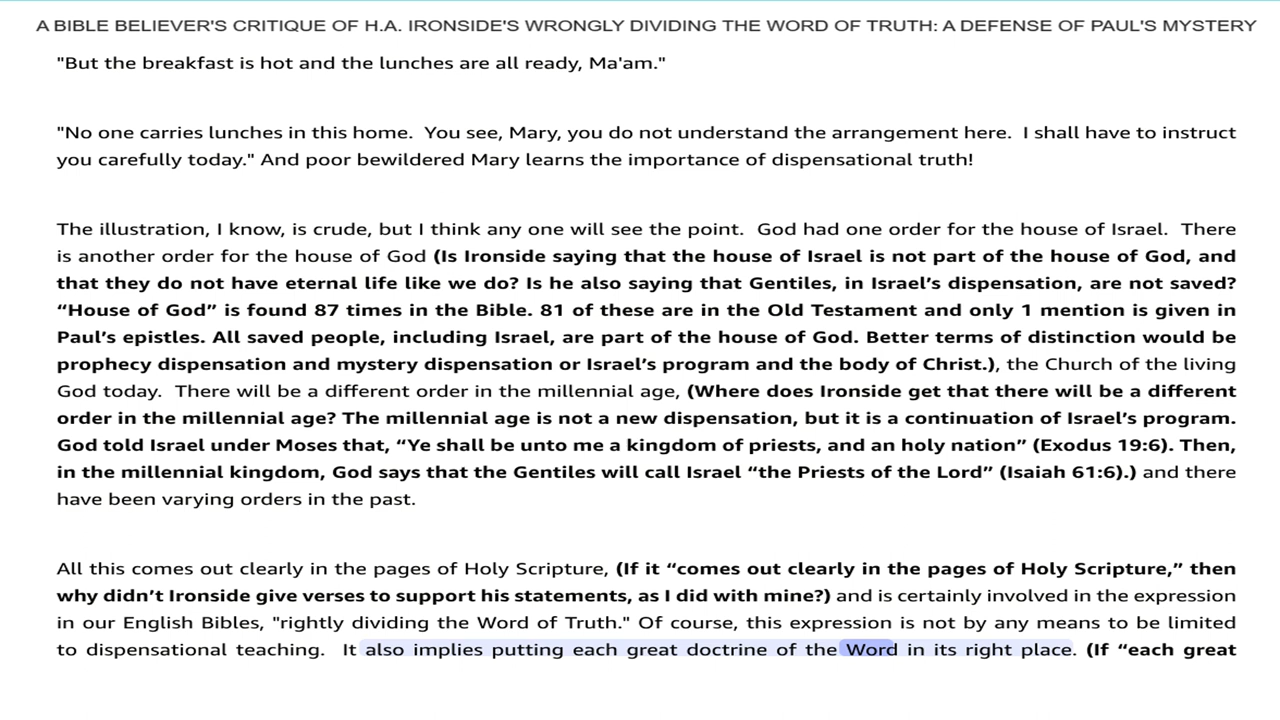 A BIBLE BELIEVER'S CRITIQUE OF H.A. IRONSIDE'S WRONGLY DIVIDING THE WORD OF TRUTH: A DEFENSE OF PAUL'S MYSTERY
"But the breakfast is hot and the lunches are all ready, Ma'am."
"No one carries lunches in this home.  You see, Mary, you do not understand the arrangement here.  I shall have to instruct
you carefully today." And poor bewildered Mary learns the importance of dispensational truth!
The illustration, I know, is crude, but I think any one will see the point.  God had one order for the house of Israel.  There
is another order for the house of God (Is Ironside saying that the house of Israel is not part of the house of God, and
that they do not have eternal life like we do? Is he also saying that Gentiles, in Israel’s dispensation, are not saved?
“House of God” is found 87 times in the Bible. 81 of these are in the Old Testament and only 1 mention is given in
Paul’s epistles. All saved people, including Israel, are part of the house of God. Better terms of distinction would be
prophecy dispensation and mystery dispensation or Israel’s program and the body of Christ.), the Church of the living
God today.  There will be a different order in the millennial age, (Where does Ironside get that there will be a different
order in the millennial age? The millennial age is not a new dispensation, but it is a continuation of Israel’s program.
God told Israel under Moses that, “Ye shall be unto me a kingdom of priests, and an holy nation” (Exodus 19:6). Then,
in the millennial kingdom, God says that the Gentiles will call Israel “the Priests of the Lord” (Isaiah 61:6).) and there
have been varying orders in the past.
All this comes out clearly in the pages of Holy Scripture, (If it “comes out clearly in the pages of Holy Scripture,” then
why didn’t Ironside give verses to support his statements, as I did with mine?) and is certainly involved in the expression
in our English Bibles, "rightly dividing the Word of Truth." Of course, this expression is not by any means to be limited
to dispensational teaching.  It also implies putting each great doctrine of the Word in its right place. (If “each great